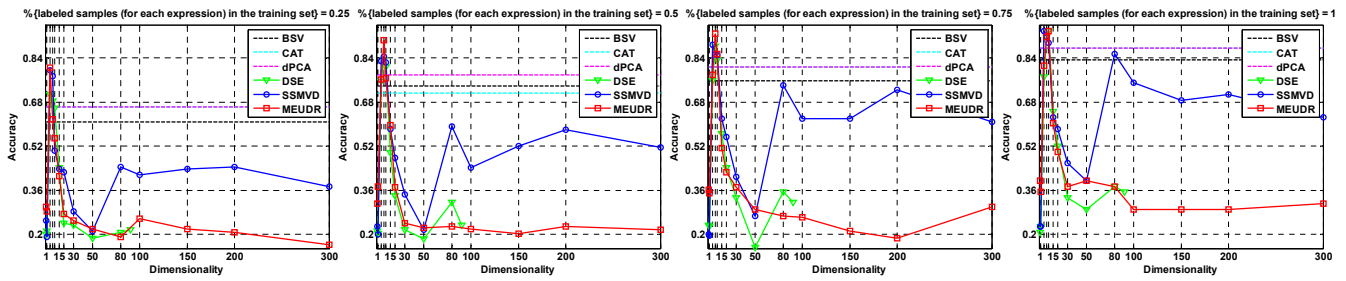 %{labeled samples (for each expression) in the training set} = 0.25
0.84
0.68
0.52
0.36
0.2
Accuracy
BSV
CAT
dPCA
DSE
SSMVD
MEUDR
1 15 30 50 80 100 150 200 300
Dimensionality
%{labeled samples (for each expression) in the training set} = 0.5
0.84
0.68
0.52
0.36
0.2
Accuracy
BSV
CAT
dPCA
DSE
SSMVD
MEUDR
1 15 30 50 80 100 150 200 300
Dimensionality
%{labeled samples (for each expression) in the training set} = 0.75
0.84
0.68
0.52
0.36
0.2
Accuracy
BSV
CAT
dPCA
DSE
SSMVD
MEUDR
1 15 30 50 80 100 150 200 300
Dimensionality
%{labeled samples (for each expression) in the training set} = 1
0.84
0.68
0.52
0.36
0.2
Accuracy
BSV
CAT
dPCA
DSE
SSMVD
MEUDR
1 15 30 50 80 100 150 200 300
Dimensionality